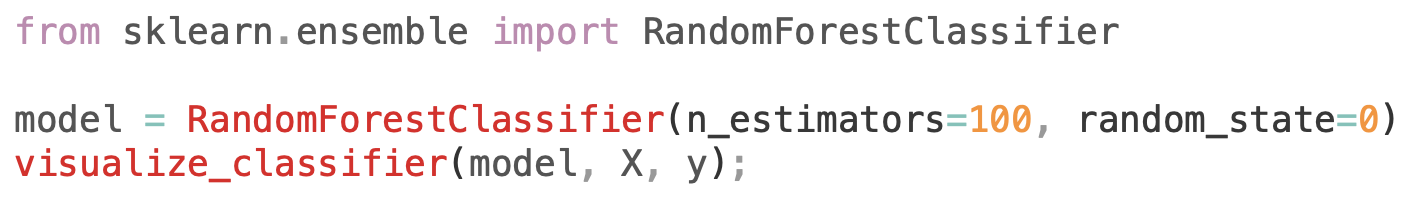 from sklearn.ensemble import RandomForestClassifier
model = RandomForestClassifier(n_estimators=100, random_state=0)
visualize_classifier(model, X, y);